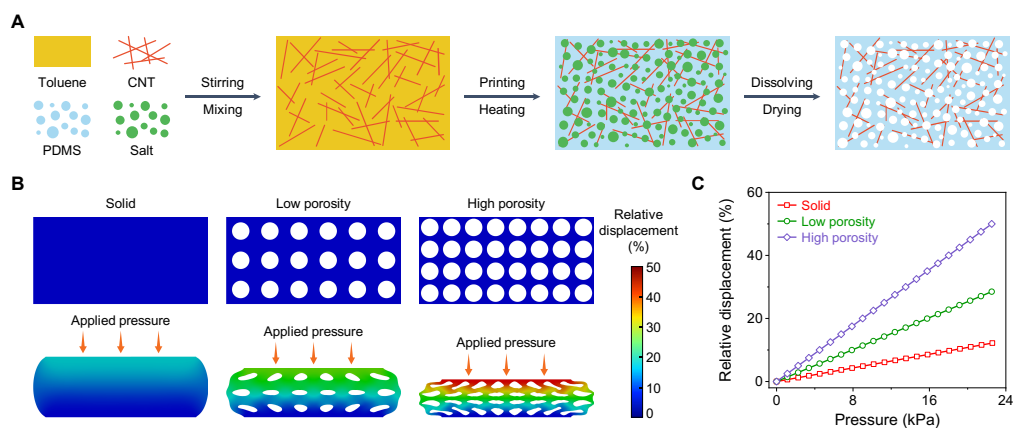 A
Toluene
CNT
PDMS
Salt
Stirring
Mixing
Printing
Heating
Dissolving
Drying
B
Solid
Low porosity
High porosity
Relative
displacement
(%)
50
40
30
20
10
0
Applied pressure
Applied pressure
Applied pressure
C
Relative displacement (%)
60
40
20
0
Solid
Low porosity
High porosity
0
8
16
24
Pressure (kPa)